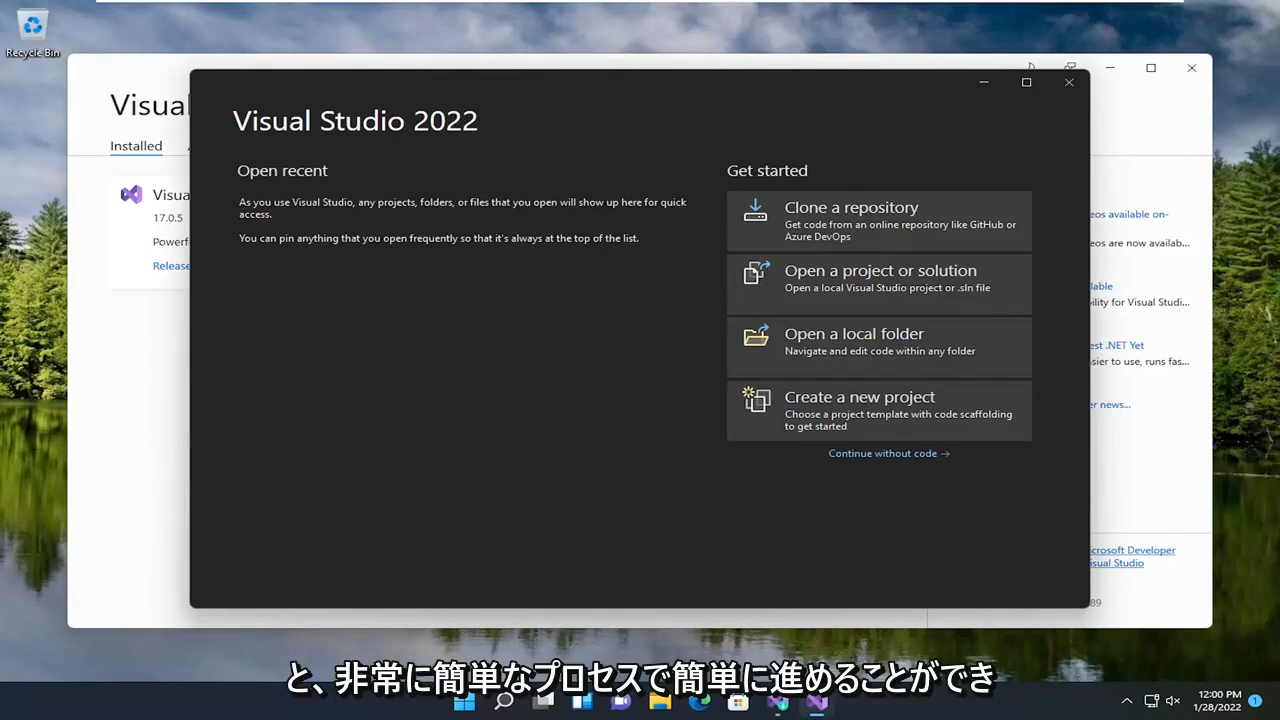 Recycle Bin
Visual
Installed
Visua
17.0.5
Powerf
Release
Visual Studio 2022
Open recent
As you use Visual Studio, any projects, folders, or files that you open will show up here for quick
access.
You can pin anything that you open frequently so that it's always at the top of the list.
Get started
Clone a repository
Get code from an online repository like GitHub or
Azure DevOps
Open a project or solution
Open a local Visual Studio project or .sln file
Open a local folder
Navigate and edit code within any folder
Create a new project
Choose a project template with code scaffolding
to get started
Continue without code →
eos available on-
eos are now availab...
lable
ility for Visual Studi...
est .NET Yet
sier to use, runs fas...
er news...
crosoft Developer
isual Studio
89
と、非常に簡単なプロセスで簡単に進めることができ
12:00 PM
1/28/2022
1